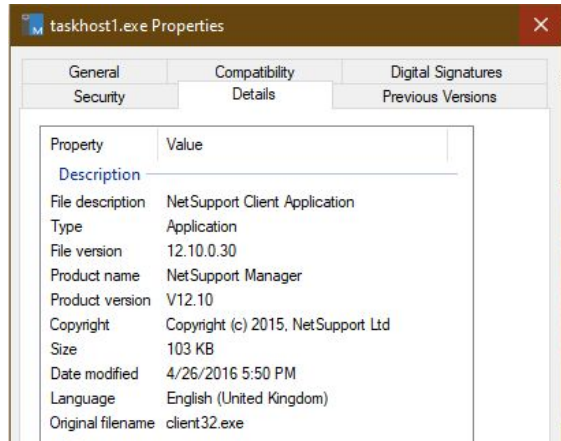 taskhost1.exe Properties
General Compatibility Digital Signatures
Security Details Previous Versions
Property Value
Description
File description NetSupport Client Application
Type Application
File version 12.10.0.30
Product name NetSupport Manager
Product version V12.10
Copyright Copyright (c) 2015, NetSupport Ltd
Size 103 KB
Date modified 4/26/2016 5:50 PM
Language English (United Kingdom)
Original filename client32.exe